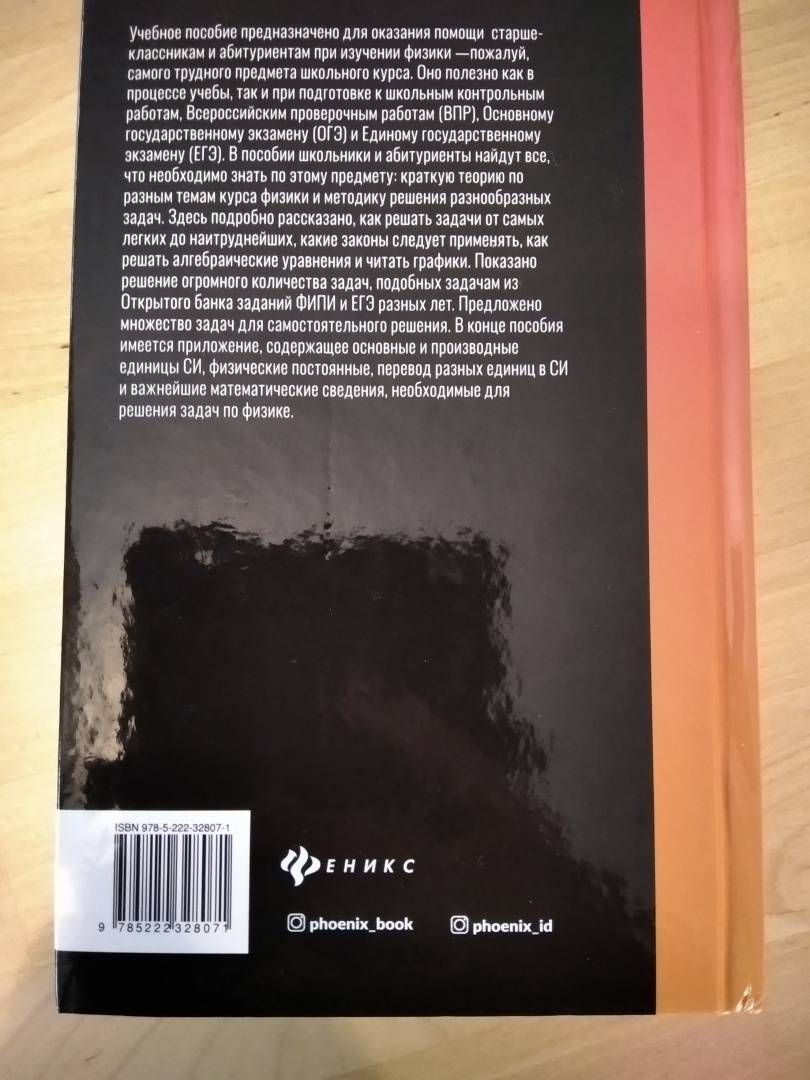 Учебное пособие предназначено для оказания помощи старше-
классникам и абитуриентам при изучении физики —пожалуй,
самого трудного предмета школьного курса. Оно полезно как в
процессе учебы, так и при подготовке к школьным контрольным
работам, Всероссийским проверочным работам (ВПР), Основному
государственному экзамену (ОГЭ) и Единому государственному
экзамену (ЕГЭ). В пособии школьники и абитуриенты найдут все,
что необходимо знать по этому предмету: краткую теорию по
разным темам курса физики и методику решения разнообразных
задач. Здесь подробно рассказано, как решать задачи от самых
легких до наитруднейших, какие законы следует применять, как
решать алгебраические уравнения и читать графики. Показано
решение огромного количества задач, подобных задачам из
Открытого банка заданий ФИПИ и ЕГЭ разных лет. Предложено
множество задач для самостоятельного решения. В конце пособия
имеется приложение, содержащее основные и производные
единицы СИ, физические постоянные, перевод разных единиц в СИ
и важнейшие математические сведения, необходимые для
решения задач по физике.
ISBN 978-5-222-32807-1
9 785222 328071
ФЕНИКС
phoenix_book
phoenix_id